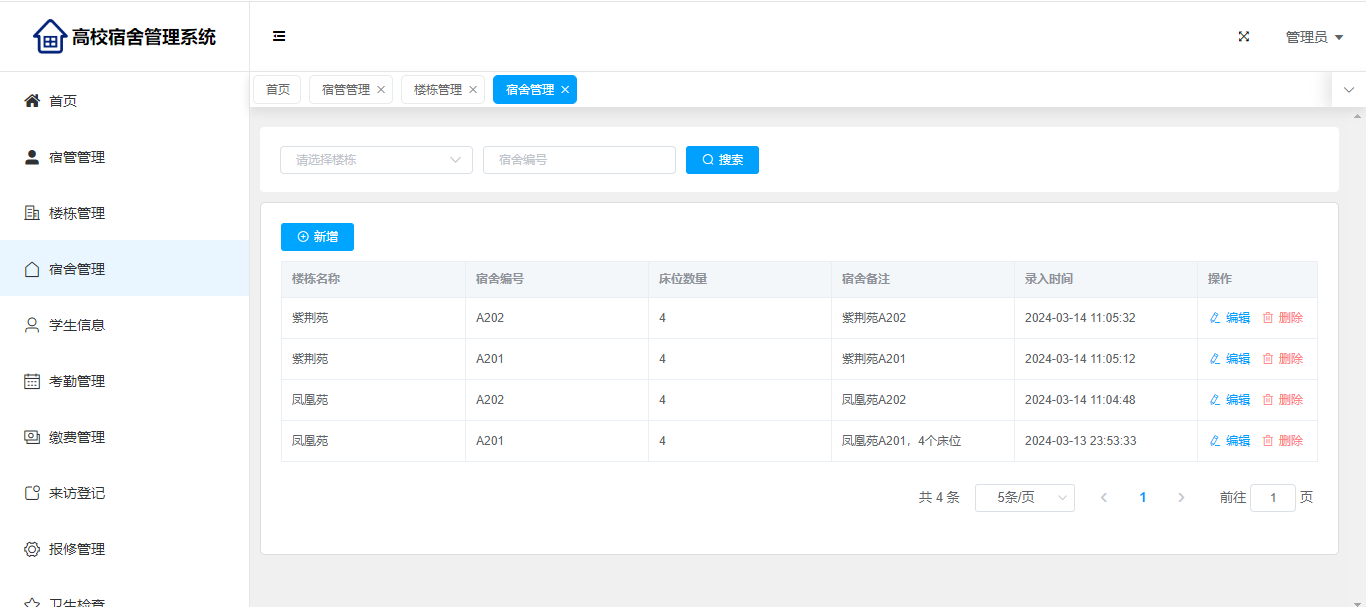 高校宿舍管理系统
管理员
首页
宿管管理
楼栋管理
宿舍管理
学生信息
考勤管理
缴费管理
来访登记
报修管理
卫生检查
首页 宿管管理 楼栋管理 宿舍管理
请选择楼栋 宿舍编号 搜索
新增
楼栋名称 宿舍编号 床位数量 宿舍备注 录入时间 操作
紫荆苑 A202 4 紫荆苑A202 2024-03-14 11:05:32 编辑 删除
紫荆苑 A201 4 紫荆苑A201 2024-03-14 11:05:12 编辑 删除
凤凰苑 A202 4 凤凰苑A202 2024-03-14 11:04:48 编辑 删除
凤凰苑 A201 4 凤凰苑A201，4个床位 2024-03-13 23:53:33 编辑 删除
共 4 条 5条/页 1 前往 1 页